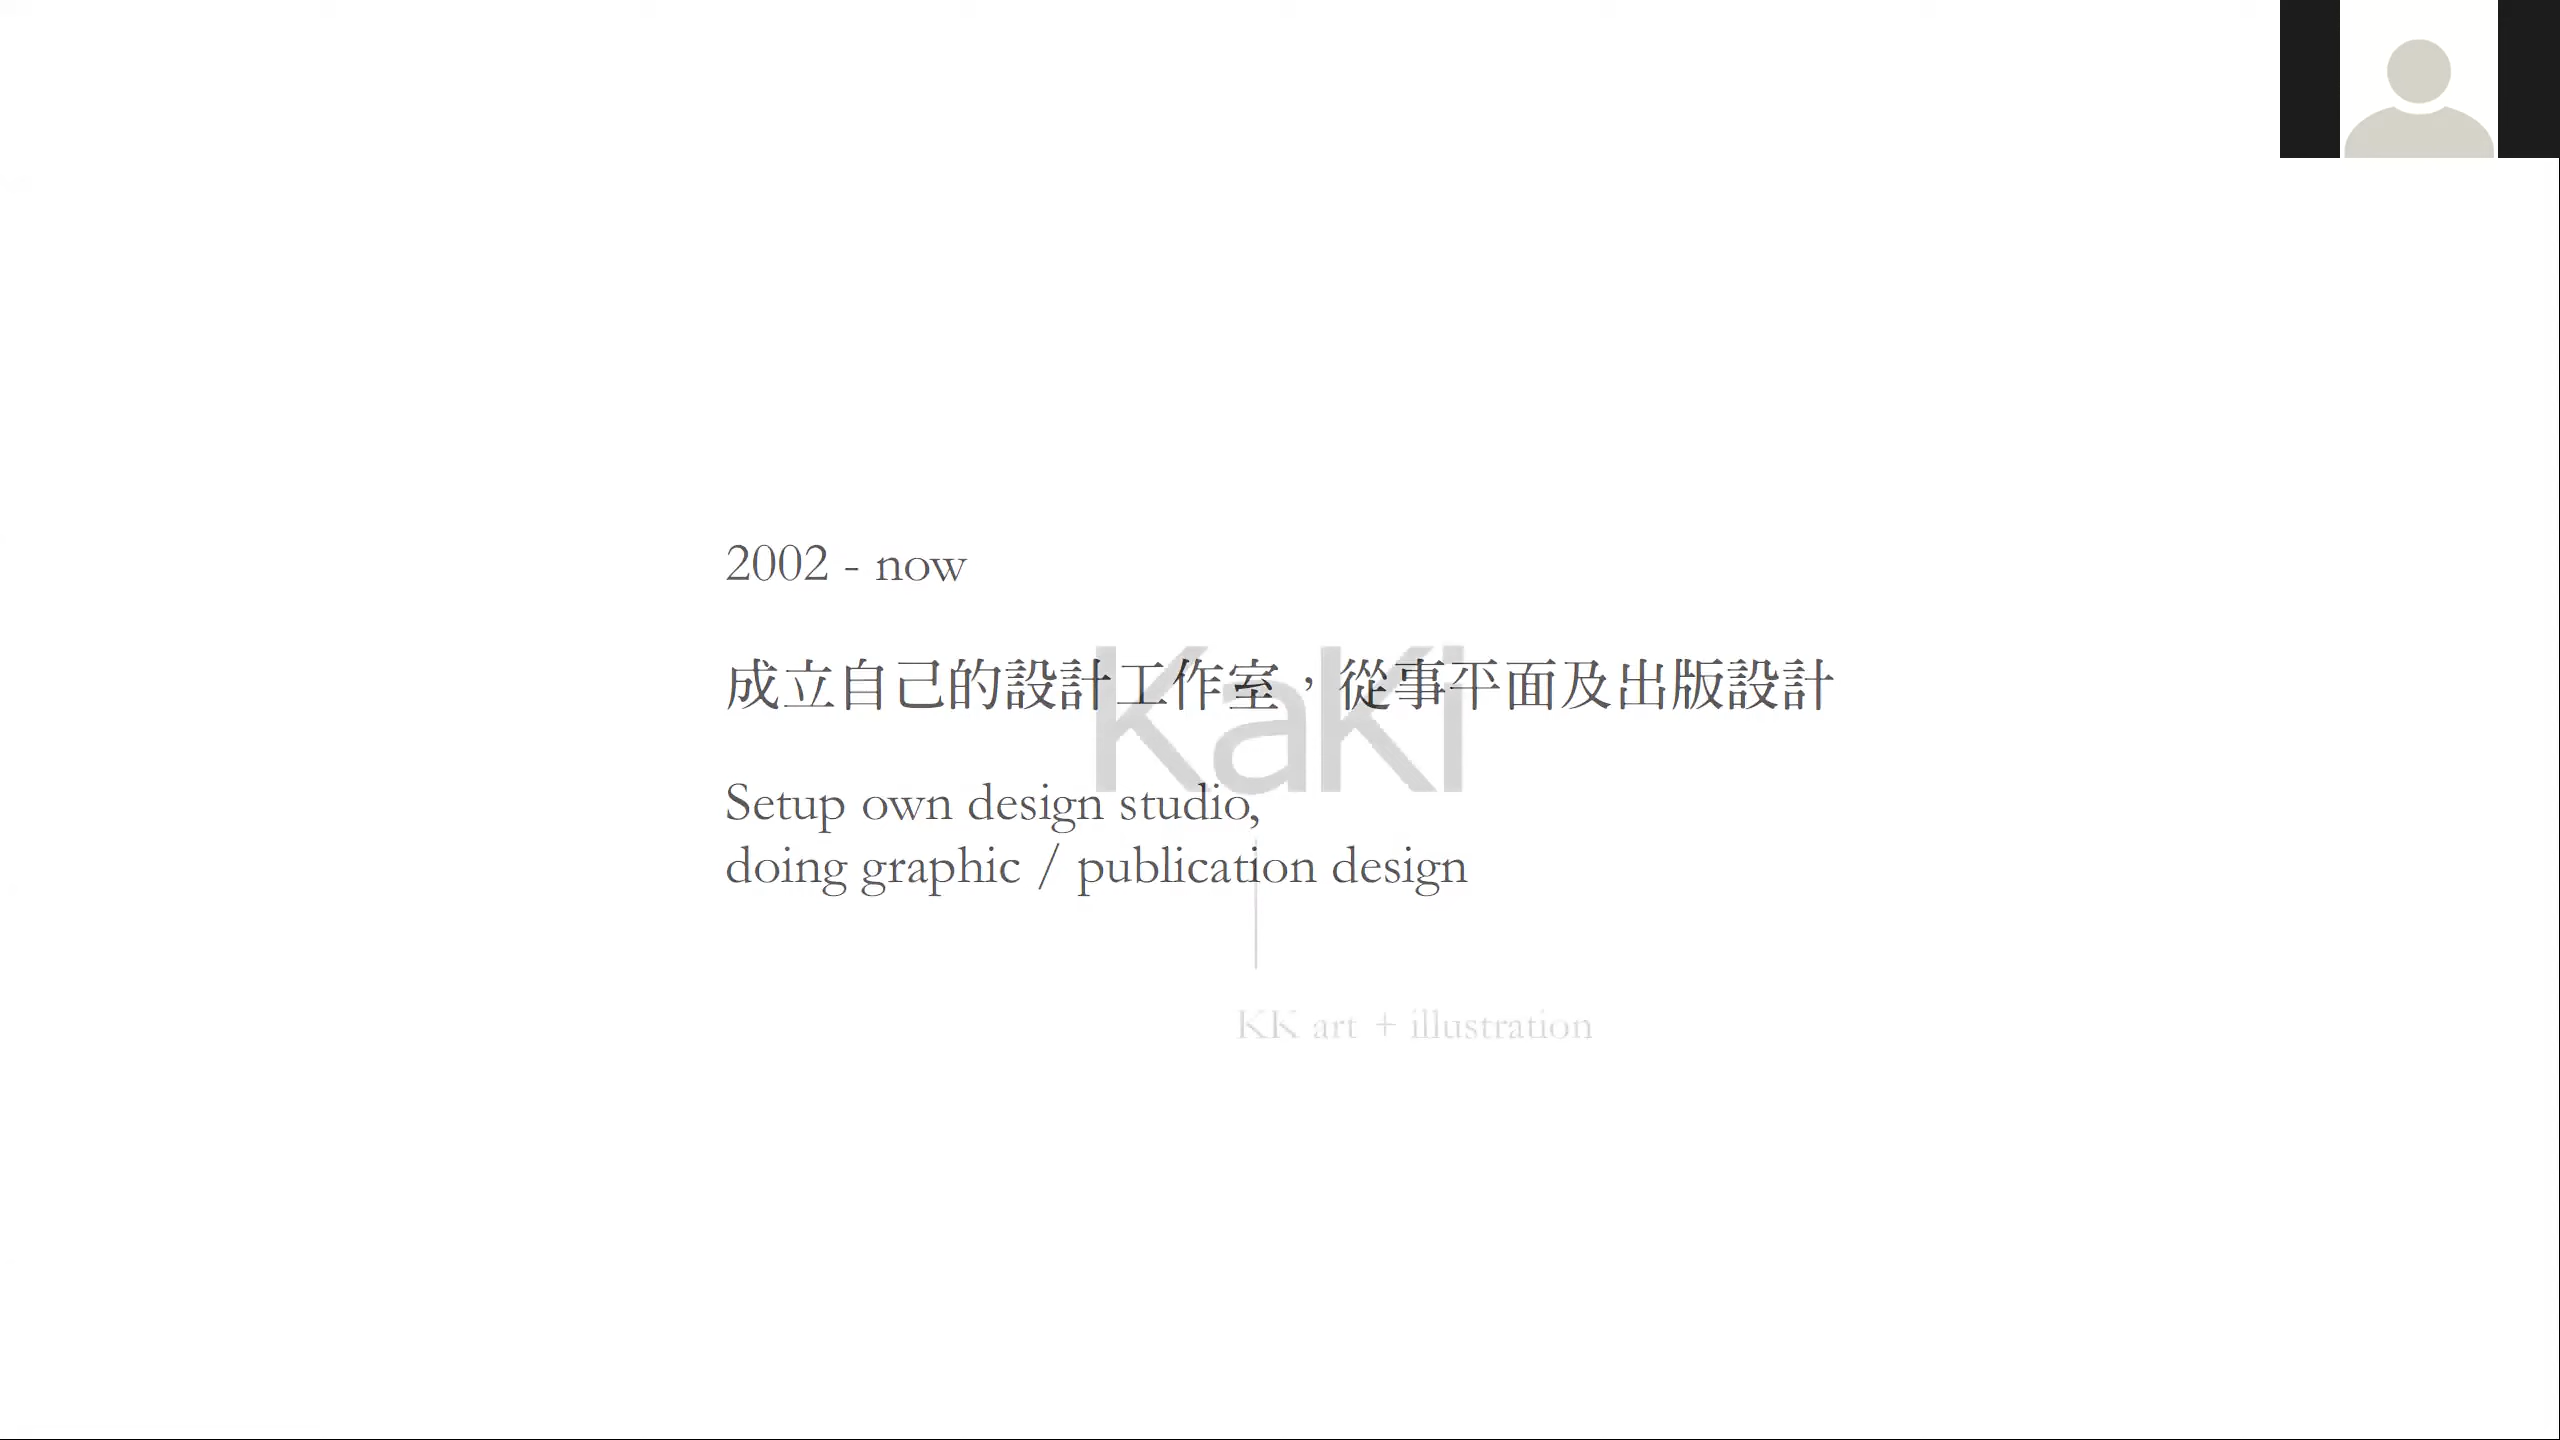 2002 - now
成立自己的設計工作室，從事平面及出版設計
KaKi
Setup own design studio,
doing graphic / publication design
KK art + illustration